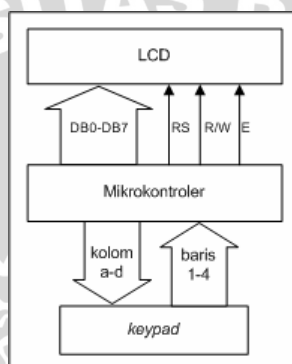 LCD
DB0-DB7
RS
R/W
E
Mikrokontroler
kolom
a-d
baris
1-4
keypad